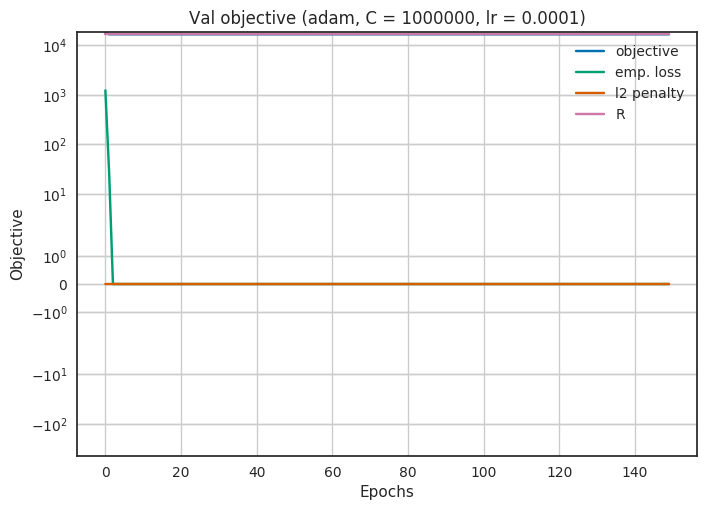 Val objective (adam, C = 1000000, lr = 0.0001)
Objective
10^4
10^3
10^2
10^1
10^0
0
−10^0
−10^1
−10^2
objective
emp. loss
l2 penalty
R
0 20 40 60 80 100 120 140
Epochs